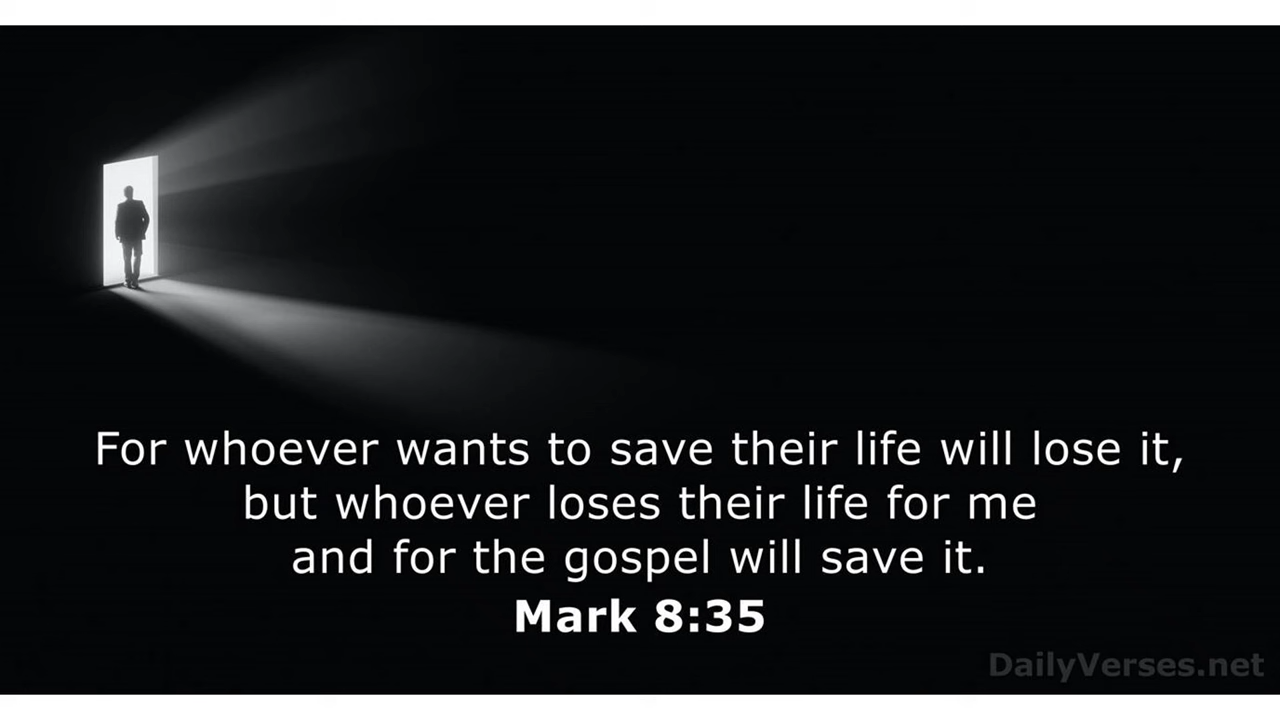 For whoever wants to save their life will lose it,
but whoever loses their life for me
and for the gospel will save it.
Mark 8:35
DailyVerses.net